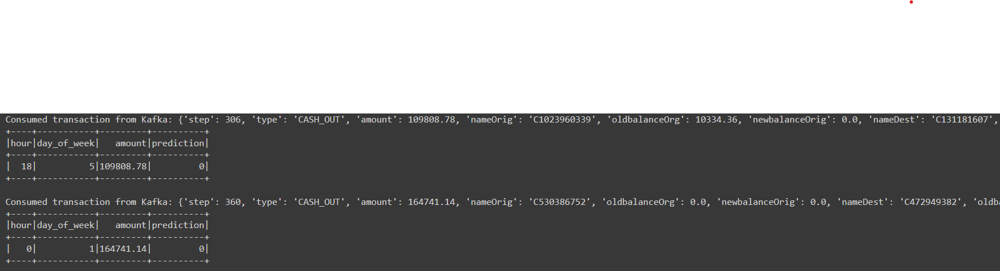 Consumed transaction from Kafka: {'step': 306, 'type': 'CASH_OUT', 'amount': 109808.78, 'nameOrig': 'C1023960339', 'oldbalanceOrg': 10334.36, 'newbalanceOrig': 0.0, 'nameDest': 'C131181607',
+----+-----------+---------+----------+
|hour|day_of_week|   amount|prediction|
+----+-----------+---------+----------+
|  18|          5|109808.78|         0|
+----+-----------+---------+----------+
Consumed transaction from Kafka: {'step': 360, 'type': 'CASH_OUT', 'amount': 164741.14, 'nameOrig': 'C530386752', 'oldbalanceOrg': 0.0, 'newbalanceOrig': 0.0, 'nameDest': 'C472949382', 'oldba
+----+-----------+---------+----------+
|hour|day_of_week|   amount|prediction|
+----+-----------+---------+----------+
|   0|          1|164741.14|         0|
+----+-----------+---------+----------+